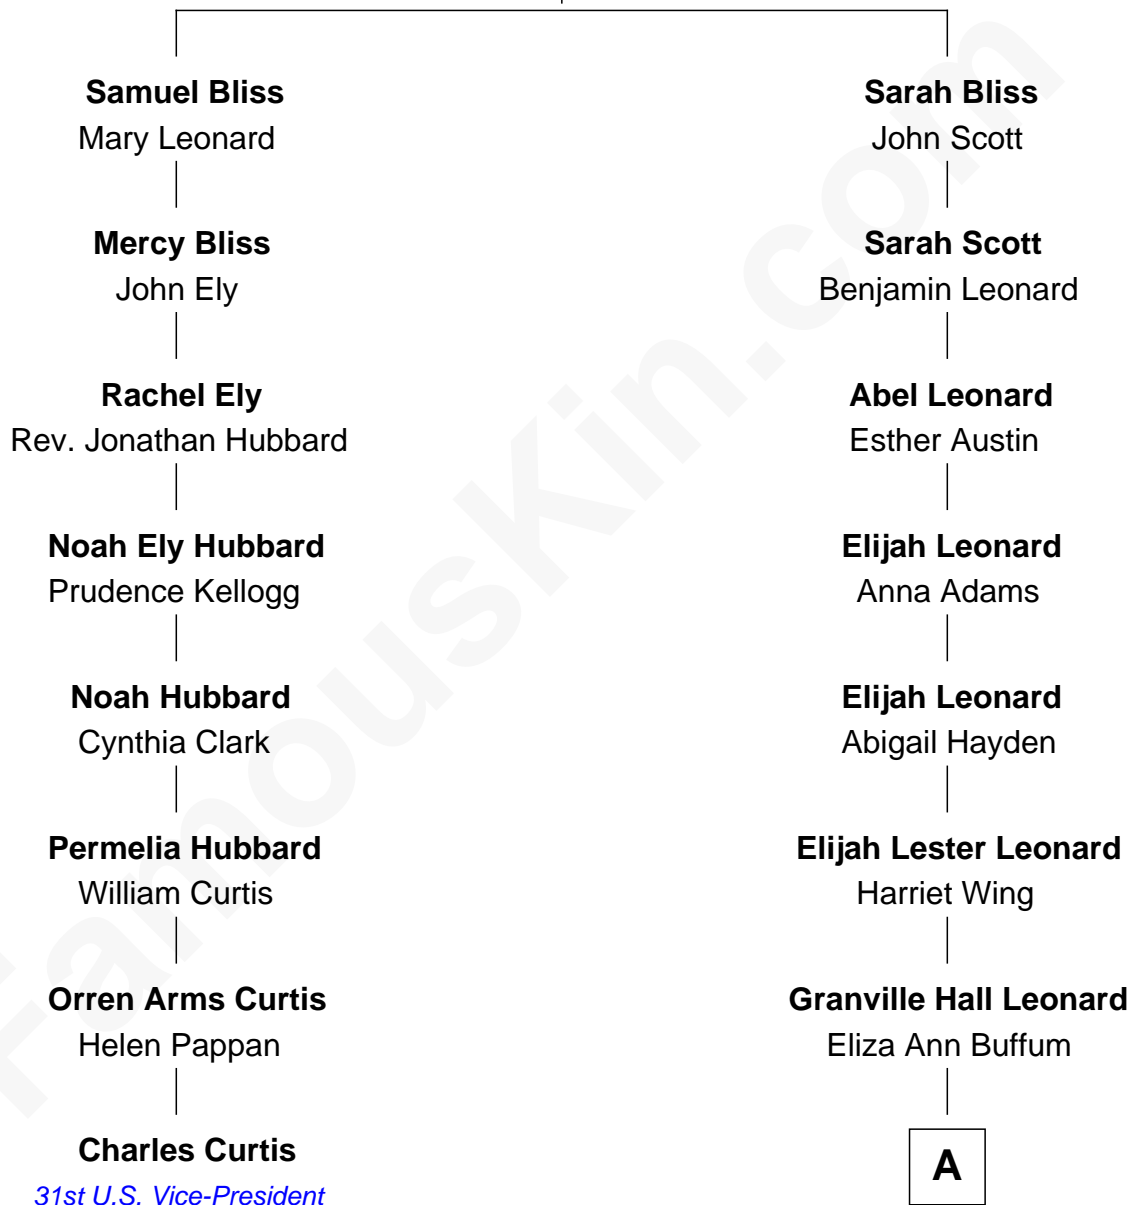 Samuel Bliss
Mary Leonard
Mercy Bliss
John Ely
Rachel Ely
Rev. Jonathan Hubbard
Noah Ely Hubbard
Prudence Kellogg
Noah Hubbard
Cynthia Clark
Permelia Hubbard
William Curtis
Orren Arms Curtis
Helen Pappan
Charles Curtis
31st U.S. Vice-President
Sarah Bliss
John Scott
Sarah Scott
Benjamin Leonard
Abel Leonard
Esther Austin
Elijah Leonard
Anna Adams
Elijah Leonard
Abigail Hayden
Elijah Lester Leonard
Harriet Wing
Granville Hall Leonard
Eliza Ann Buffum
A
FamousKin.com